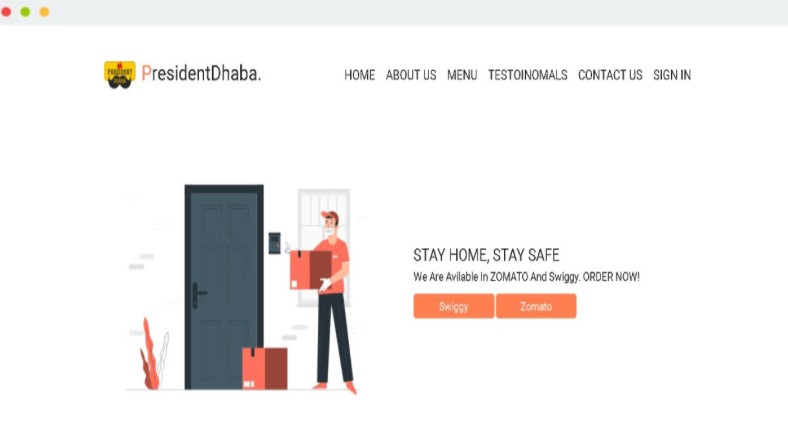 PRESIDENT
PresidentDhaba.
HOME ABOUT US MENU TESTOINOMALS CONTACT US SIGN IN
STAY HOME, STAY SAFE
We Are Avilable In ZOMATO And Swiggy. ORDER NOW!
Swiggy Zomato